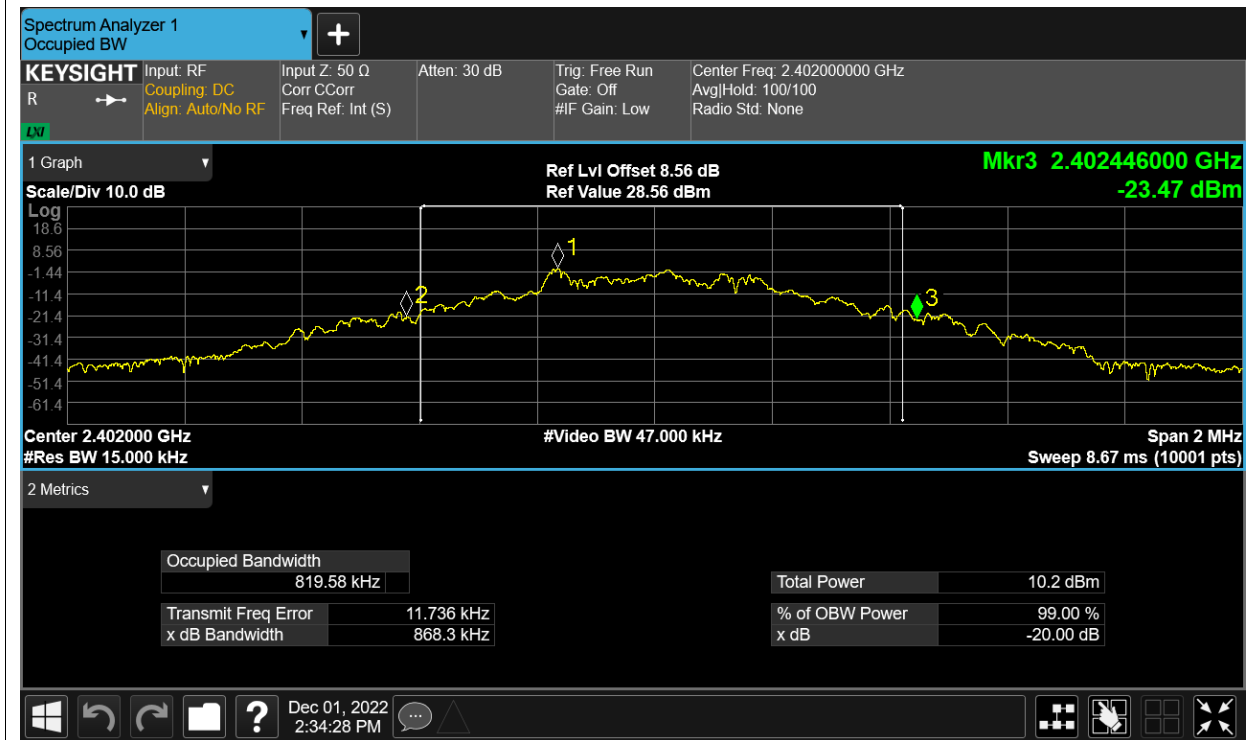 Spectrum Analyzer 1
Occupied BW
+
KEYSIGHT
R
LXI
Input: RF
Coupling: DC
Align: Auto/No RF
Input Z: 50 Ω
Corr CCorr
Freq Ref: Int (S)
Atten: 30 dB
Trig: Free Run
Gate: Off
#IF Gain: Low
Center Freq: 2.402000000 GHz
Avg|Hold: 100/100
Radio Std: None
1 Graph
Scale/Div 10.0 dB
Ref Lvl Offset 8.56 dB
Ref Value 28.56 dBm
Mkr3 2.402446000 GHz
-23.47 dBm
Log
18.6
8.56
-1.44
-11.4
-21.4
-31.4
-41.4
-51.4
-61.4
1
2
3
Center 2.402000 GHz
#Res BW 15.000 kHz
#Video BW 47.000 kHz
Span 2 MHz
Sweep 8.67 ms (10001 pts)
2 Metrics
Occupied Bandwidth
819.58 kHz
Transmit Freq Error 11.736 kHz
x dB Bandwidth 868.3 kHz
Total Power 10.2 dBm
% of OBW Power 99.00 %
x dB -20.00 dB
?
Dec 01, 2022
2:34:28 PM